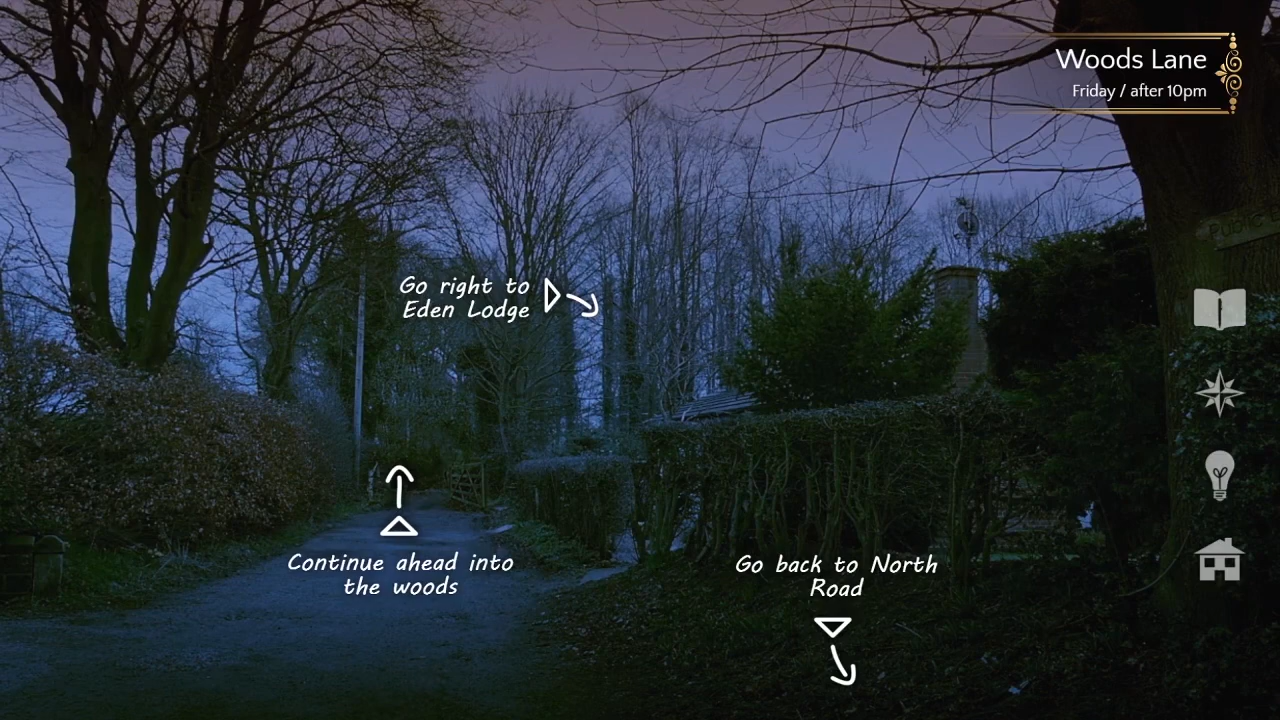 Woods Lane
Friday / after 10pm
Public
Go right to
Eden Lodge
Continue ahead into
the woods
Go back to North
Road